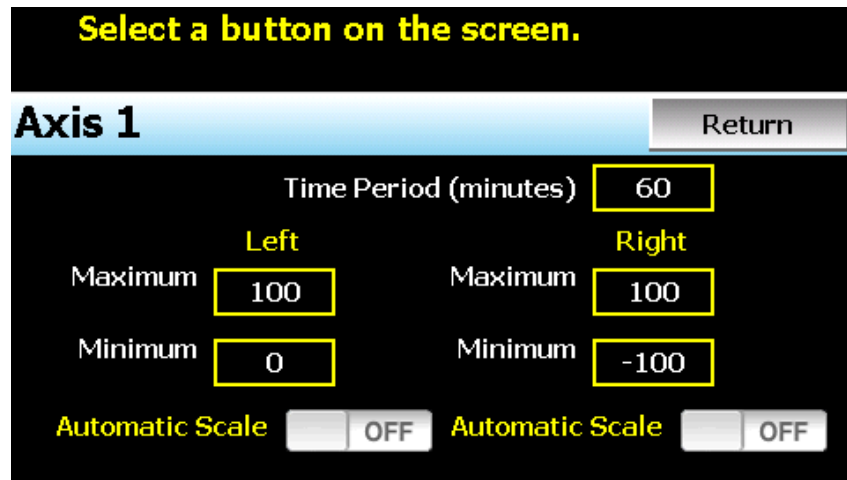 Select a button on the screen.
Axis 1 Return
Time Period (minutes) 60
Left Right
Maximum 100 Maximum 100
Minimum 0 Minimum -100
Automatic Scale OFF Automatic Scale OFF